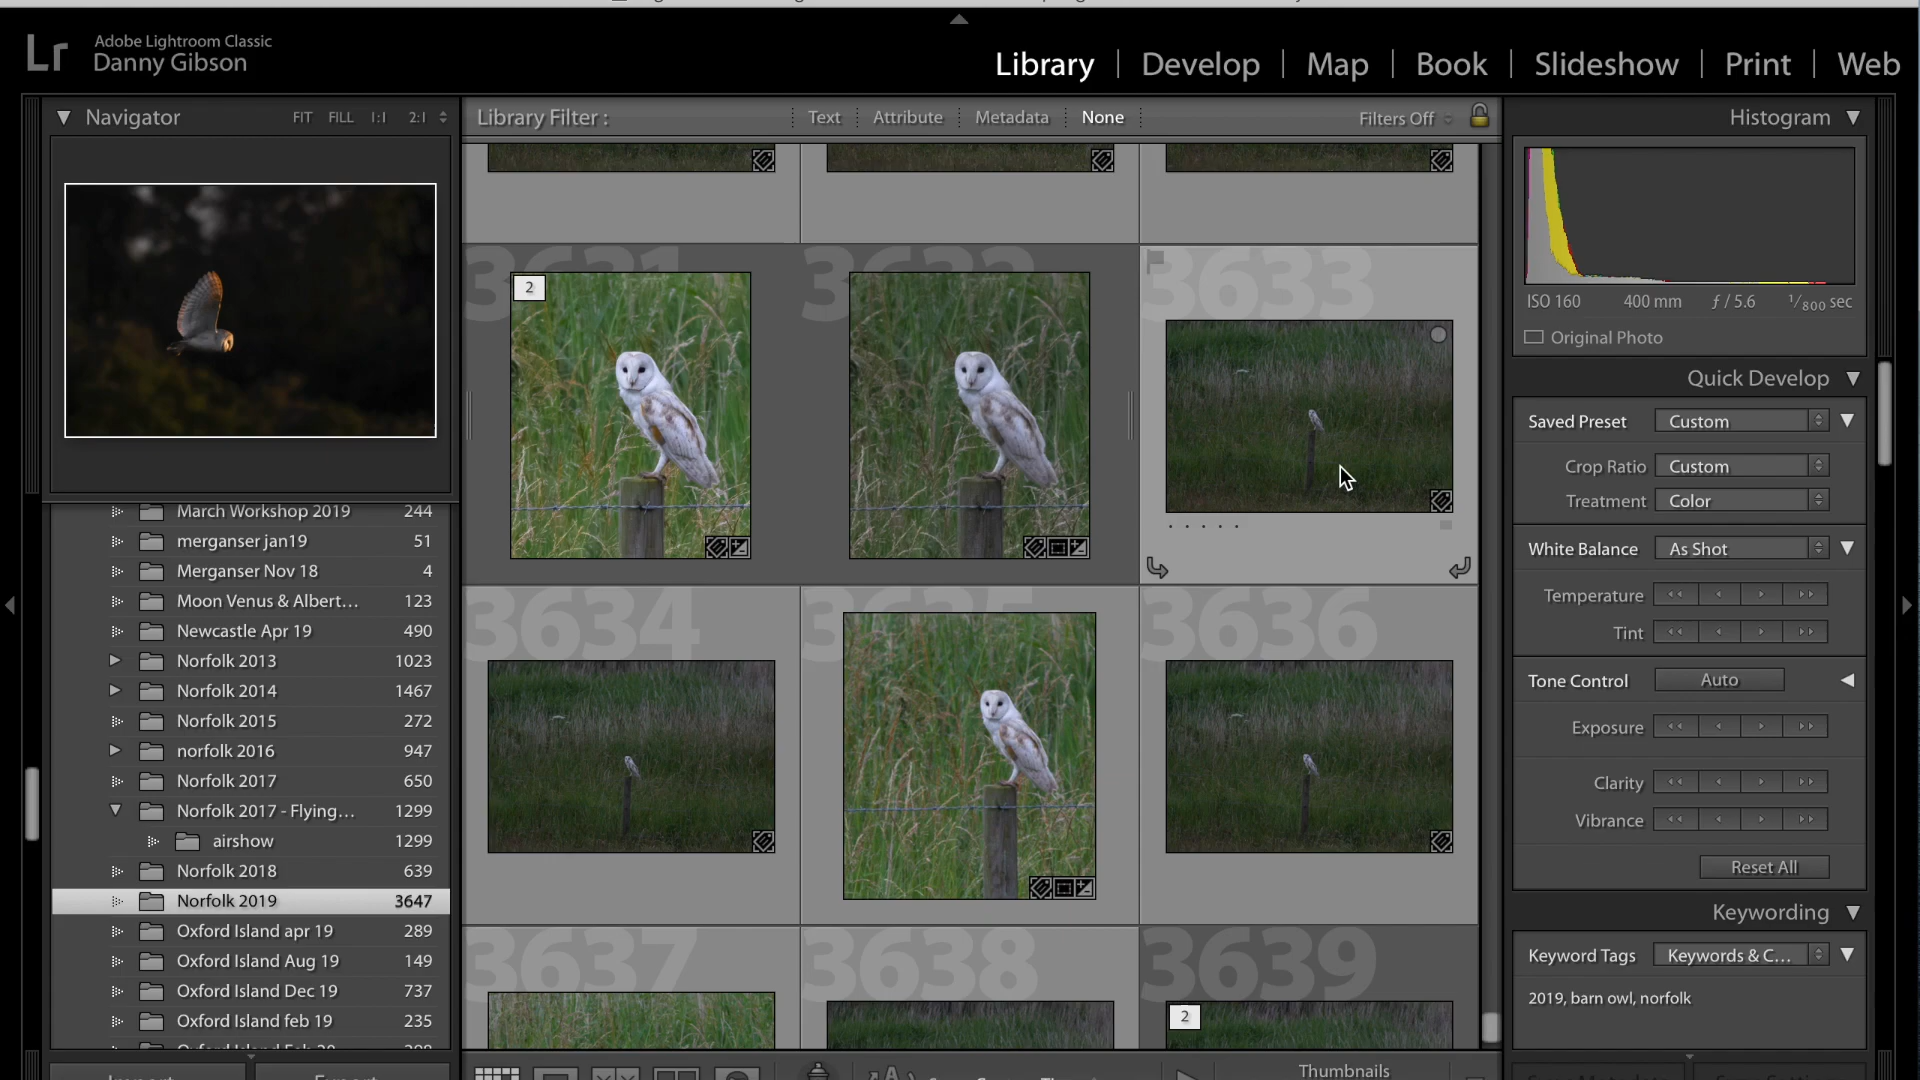 Lr
Adobe Lightroom Classic
Danny Gibson
Library | Develop | Map | Book | Slideshow | Print | Web
Navigator FIT FILL 1:1 2:1
Library Filter : Text Attribute Metadata None Filters Off
Histogram
ISO 160 400 mm ƒ / 5.6 1/800 sec
Original Photo
Quick Develop
Saved Preset Custom
Crop Ratio Custom
Treatment Color
White Balance As Shot
Temperature
Tint
Tone Control Auto
Exposure
Clarity
Vibrance
Reset All
Keywording
Keyword Tags Keywords & C...
2019, barn owl, norfolk
3631 3632 3633
2
3634 3635 3636
3637 3638 3639
2
March Workshop 2019 244
merganser jan19 51
Merganser Nov 18 4
Moon Venus & Albert... 123
Newcastle Apr 19 490
Norfolk 2013 1023
Norfolk 2014 1467
Norfolk 2015 272
norfolk 2016 947
Norfolk 2017 650
Norfolk 2017 - Flying... 1299
airshow 1299
Norfolk 2018 639
Norfolk 2019 3647
Oxford Island apr 19 289
Oxford Island Aug 19 149
Oxford Island Dec 19 737
Oxford Island feb 19 235
Thumbnails